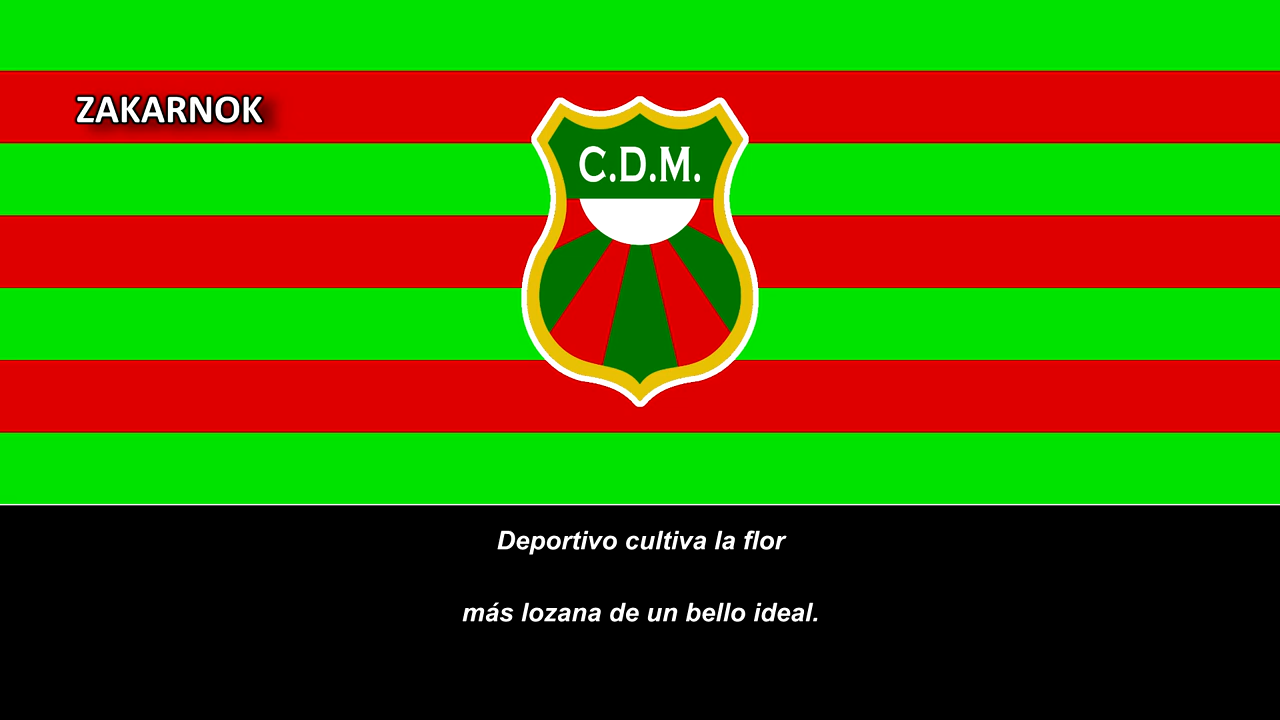 ZAKARNOK
C.D.M.
Deportivo cultiva la flor
más lozana de un bello ideal.